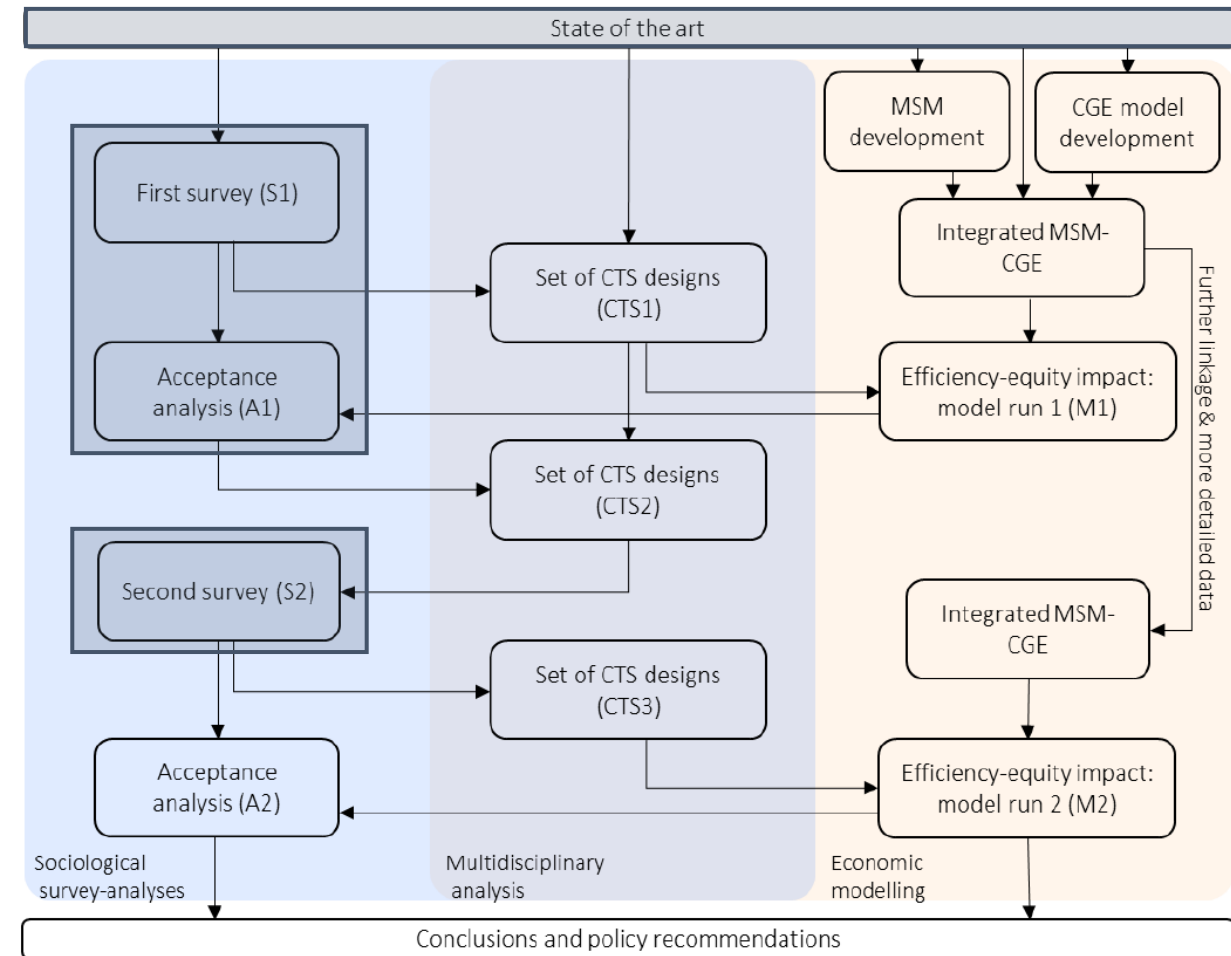 State of the art
MSM
development
CGE model
development
First survey (S1)
Integrated MSM-
CGE
Set of CTS designs
(CTS1)
Further linkage & more detailed data
Acceptance
analysis (A1)
Efficiency-equity impact:
model run 1 (M1)
Set of CTS designs
(CTS2)
Second survey (S2)
Integrated MSM-
CGE
Set of CTS designs
(CTS3)
Acceptance
analysis (A2)
Efficiency-equity impact:
model run 2 (M2)
Sociological
survey-analyses
Multidisciplinary
analysis
Economic
modelling
Conclusions and policy recommendations